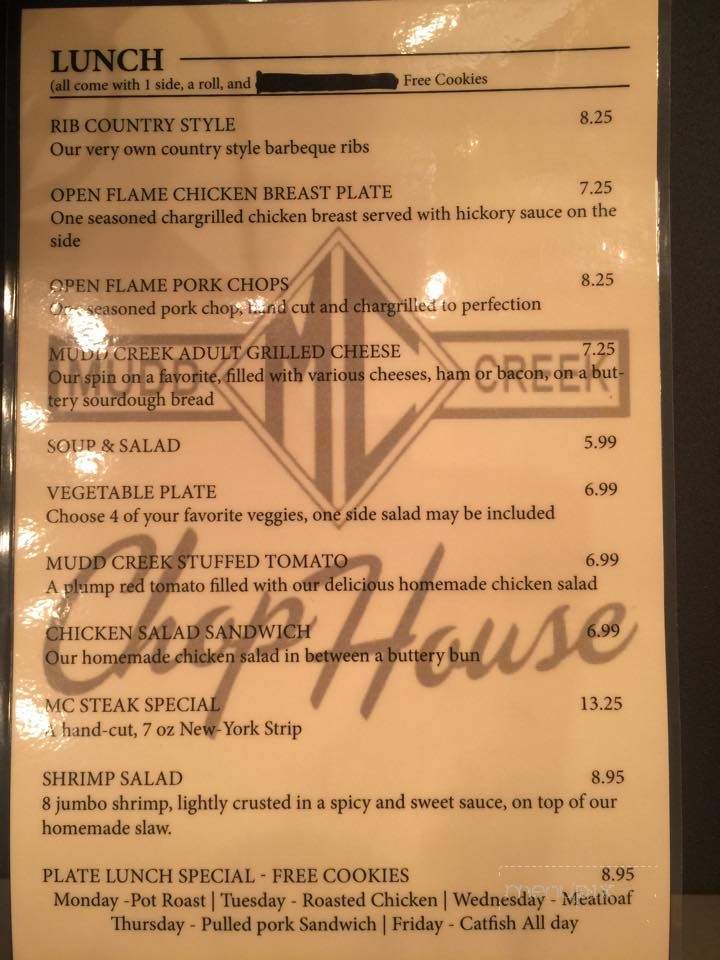 LUNCH
(all come with 1 side, a roll, and Free Cookies
RIB COUNTRY STYLE 8.25
Our very own country style barbeque ribs
OPEN FLAME CHICKEN BREAST PLATE 7.25
One seasoned chargrilled chicken breast served with hickory sauce on the
side
OPEN FLAME PORK CHOPS 8.25
One seasoned pork chop, hand cut and chargrilled to perfection
MUDD CREEK ADULT GRILLED CHEESE 7.25
Our spin on a favorite, filled with various cheeses, ham or bacon, on a but-
tery sourdough bread
MUDD MC CREEK
SOUP & SALAD 5.99
VEGETABLE PLATE 6.99
Choose 4 of your favorite veggies, one side salad may be included
MUDD CREEK STUFFED TOMATO 6.99
A plump red tomato filled with our delicious homemade chicken salad
Chop House
CHICKEN SALAD SANDWICH 6.99
Our homemade chicken salad in between a buttery bun
MC STEAK SPECIAL 13.25
A hand-cut, 7 oz New-York Strip
SHRIMP SALAD 8.95
8 jumbo shrimp, lightly crusted in a spicy and sweet sauce, on top of our
homemade slaw.
PLATE LUNCH SPECIAL - FREE COOKIES 8.95
Monday -Pot Roast | Tuesday - Roasted Chicken | Wednesday - Meatloaf
Thursday - Pulled pork Sandwich | Friday - Catfish All day